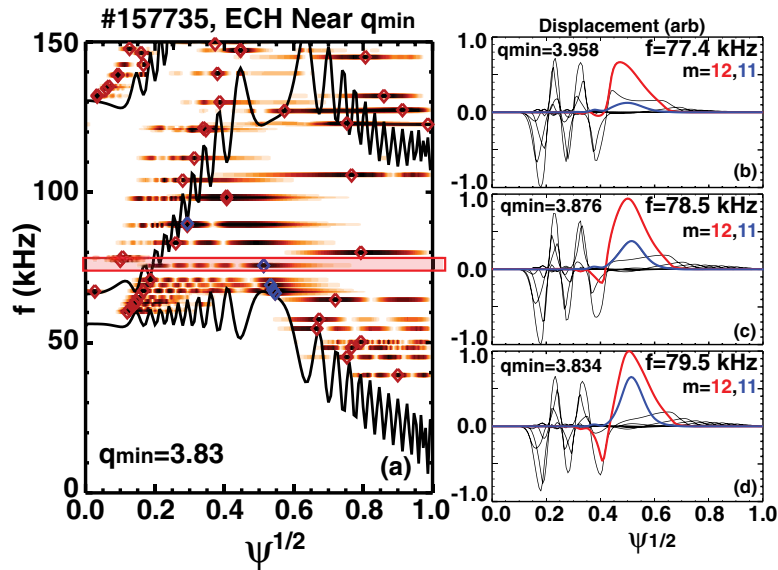 #157735, ECH Near qmin
150
100
50
0
f (kHz)
qmin=3.83
(a)
0.0 0.2 0.4 0.6 0.8 1.0
Ψ1/2
Displacement (arb)
qmin=3.958
f=77.4 kHz
m=12,11
1.0
0.0
-1.0
(b)
qmin=3.876
f=78.5 kHz
m=12,11
1.0
0.0
-1.0
(c)
qmin=3.834
f=79.5 kHz
m=12,11
1.0
0.0
-1.0
(d)
0.0 0.2 0.4 0.6 0.8 1.0
Ψ1/2